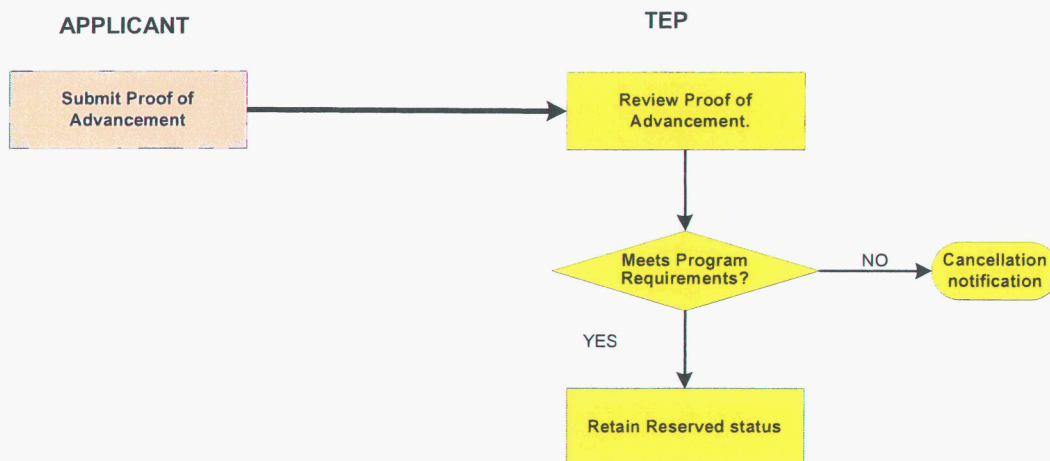 APPLICANT
TEP
Submit Proof of
Advancement
Review Proof of
Advancement.
Meets Program
Requirements?
NO
Cancellation
notification
YES
Retain Reserved status